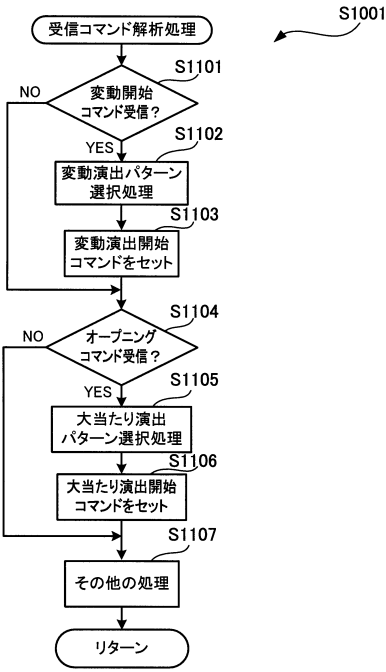 S1001
受信コマンド解析処理
S1101
NO
変動開始
コマンド受信?
YES
S1102
変動演出パターン
選択処理
S1103
変動演出開始
コマンドをセット
S1104
NO
オープニング
コマンド受信?
YES
S1105
大当たり演出
パターン選択処理
S1106
大当たり演出開始
コマンドをセット
S1107
その他の処理
リターン